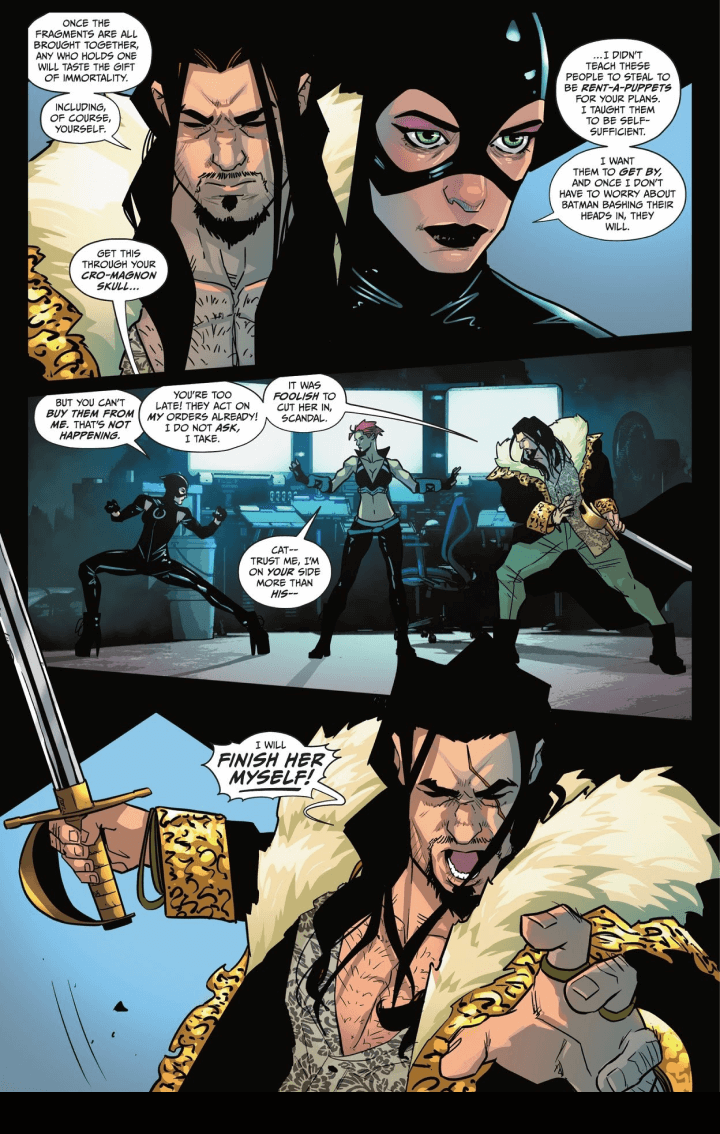 ONCE THE
FRAGMENTS ARE ALL
BROUGHT TOGETHER,
ANY WHO HOLDS ONE
WILL TASTE THE GIFT
OF IMMORTALITY.
INCLUDING,
OF COURSE,
YOURSELF.
GET THIS
THROUGH YOUR
CRO-MAGNON
SKULL...
...I DIDN'T
TEACH THESE
PEOPLE TO STEAL TO
BE RENT-A-PUPPETS
FOR YOUR PLANS.
I TAUGHT THEM
TO BE SELF-
SUFFICIENT.
I WANT
THEM TO GET BY,
AND ONCE I DON'T
HAVE TO WORRY ABOUT
BATMAN BASHING THEIR
HEADS IN, THEY
WILL.
BUT YOU CAN'T
BUY THEM FROM
ME. THAT'S NOT
HAPPENING.
YOU'RE TOO
LATE! THEY ACT ON
MY ORDERS ALREADY!
I DO NOT ASK,
I TAKE.
IT WAS
FOOLISH TO
CUT HER IN,
SCANDAL.
CAT--
TRUST ME, I'M
ON YOUR SIDE
MORE THAN
HIS--
I WILL
FINISH HER
MYSELF!